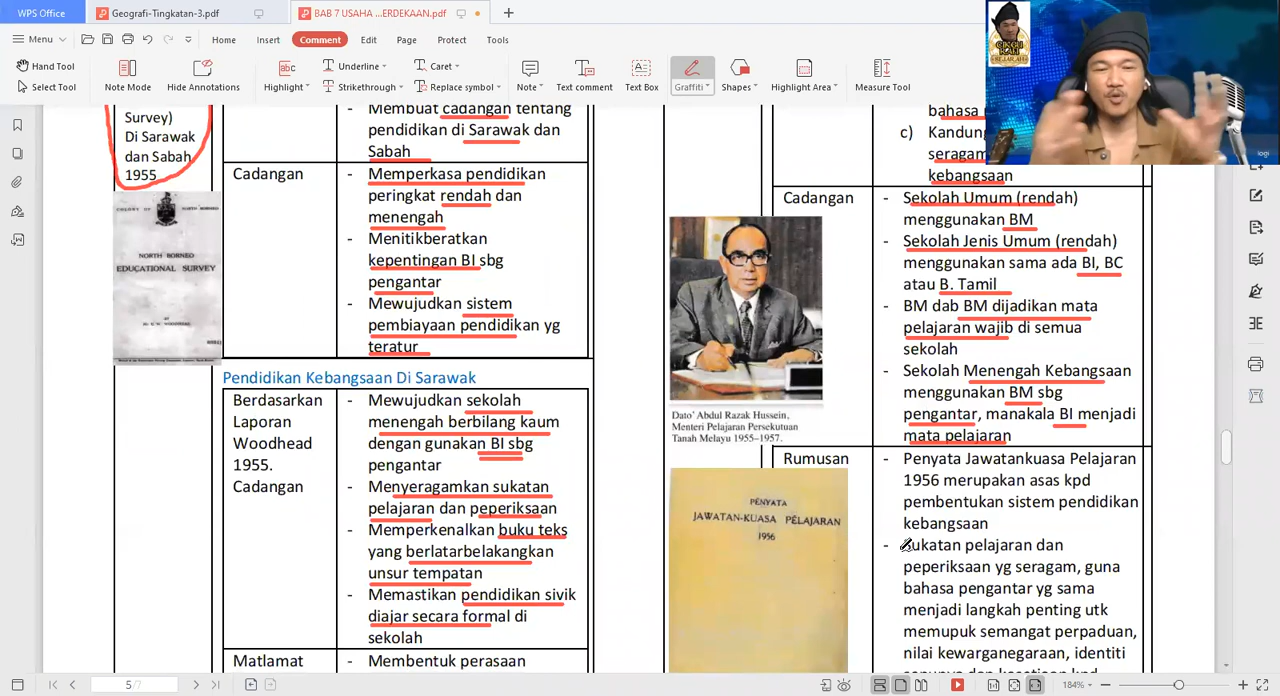 WPS Office
Geografi-Tingkatan-3.pdf
BAB 7 USAHA ...ERDEKAAN.pdf
Menu
Home
Insert
Comment
Edit
Page
Protect
Tools
Hand Tool
Select Tool
Note Mode
Hide Annotations
Highlight
Underline
Strikethrough
Caret
Replace symbol
Note
Text comment
Text Box
Graffiti
Shapes
Highlight Area
Measure Tool
Survey)
Di Sarawak
dan Sabah
1955
NORTH BORNEO
EDUCATIONAL SURVEY
- Membuat cadangan tentang
pendidikan di Sarawak dan
Sabah
Cadangan
- Memperkasa pendidikan
peringkat rendah dan
menengah
- Menitikberatkan
kepentingan BI sbg
pengantar
- Mewujudkan sistem
pembiayaan pendidikan yg
teratur
Pendidikan Kebangsaan Di Sarawak
Berdasarkan
Laporan
Woodhead
1955.
Cadangan
- Mewujudkan sekolah
menengah berbilang kaum
dengan gunakan BI sbg
pengantar
- Menyeragamkan sukatan
pelajaran dan peperiksaan
- Memperkenalkan buku teks
yang berlatarbelakangkan
unsur tempatan
- Memastikan pendidikan sivik
diajar secara formal di
sekolah
Matlamat
- Membentuk perasaan
bahasa
c) Kandung
seragam
kebangsaan
Cadangan
- Sekolah Umum (rendah)
menggunakan BM
- Sekolah Jenis Umum (rendah)
menggunakan sama ada BI, BC
atau B. Tamil
- BM dab BM dijadikan mata
pelajaran wajib di semua
sekolah
- Sekolah Menengah Kebangsaan
menggunakan BM sbg
pengantar, manakala BI menjadi
mata pelajaran
Dato' Abdul Razak Hussein,
Menteri Pelajaran Persekutuan
Tanah Melayu 1955–1957.
Rumusan
- Penyata Jawatankuasa Pelajaran
1956 merupakan asas kpd
pembentukan sistem pendidikan
kebangsaan
- Sukatan pelajaran dan
peperiksaan yg seragam, guna
bahasa pengantar yg sama
menjadi langkah penting utk
memupuk semangat perpaduan,
nilai kewarganegaraan, identiti
PENYATA
JAWATAN-KUASA PELAJARAN
1956
5/7
184%